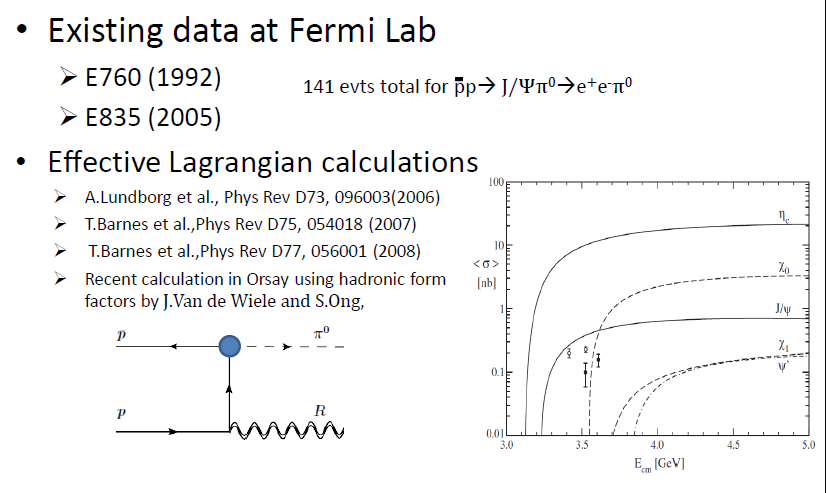 • Existing data at Fermi Lab
➢ E760 (1992)
141 evts total for p̄p→ J/Ψπ⁰→e⁺e⁻π⁰
➢ E835 (2005)
• Effective Lagrangian calculations
➢ A.Lundborg et al., Phys Rev D73, 096003(2006)
➢ T.Barnes et al.,Phys Rev D75, 054018 (2007)
➢ T.Barnes et al.,Phys Rev D77, 056001 (2008)
➢ Recent calculation in Orsay using hadronic form
factors by J.Van de Wiele and S.Ong,
p
π⁰
p
R
100
10
1
0.1
0.01
<σ>
[nb]
η_c
χ₀
J/ψ
χ₁
ψ'
3.0 3.5 4.0 4.5 5.0
E_cm [GeV]